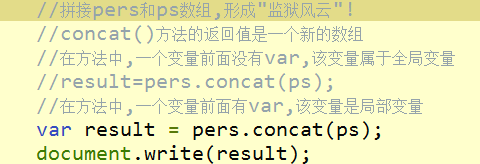 //拼接pers和ps数组,形成"监狱风云"!
//concat()方法的返回值是一个新的数组
//在方法中,一个变量前面没有var,该变量属于全局变量
//result=pers.concat(ps);
//在方法中,一个变量前面有var,该变量是局部变量
var result = pers.concat(ps);
document.write(result);